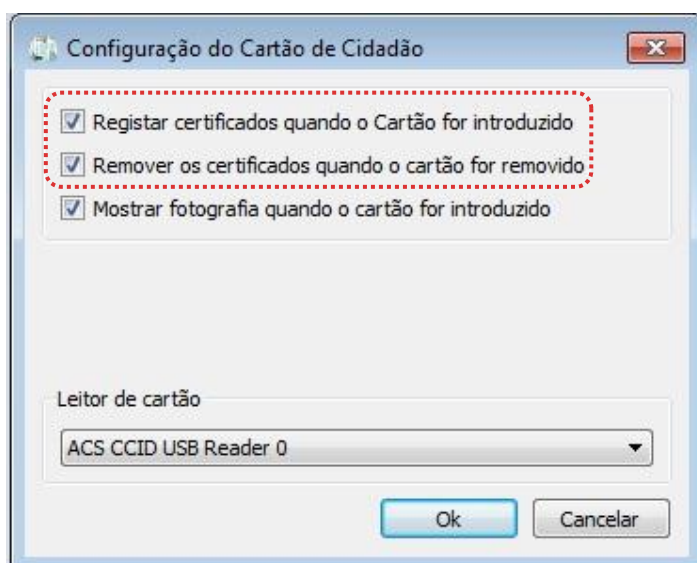 Configuração do Cartão de Cidadão
Registar certificados quando o Cartão for introduzido
Remover os certificados quando o cartão for removido
Mostrar fotografia quando o cartão for introduzido
Leitor de cartão
ACS CCID USB Reader 0
Ok
Cancelar